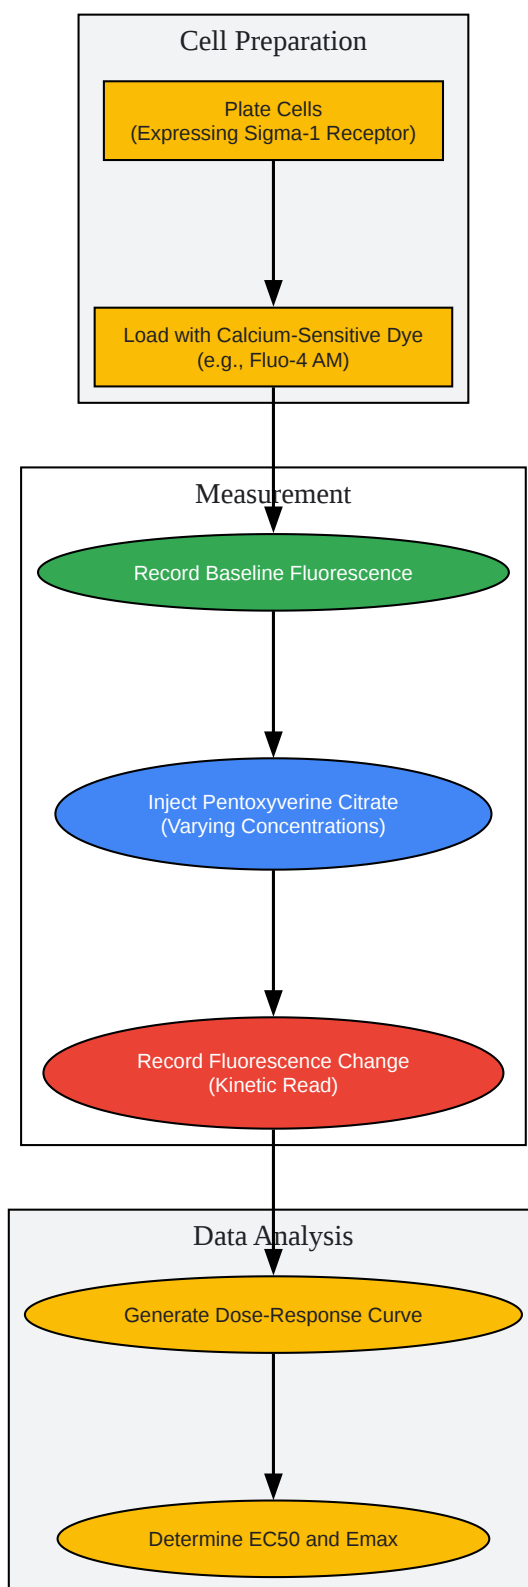 Cell Preparation
Plate Cells
(Expressing Sigma-1 Receptor)
Load with Calcium-Sensitive Dye
(e.g., Fluo-4 AM)
Measurement
Record Baseline Fluorescence
Inject Pentoxyverine Citrate
(Varying Concentrations)
Record Fluorescence Change
(Kinetic Read)
Data Analysis
Generate Dose-Response Curve
Determine EC50 and Emax